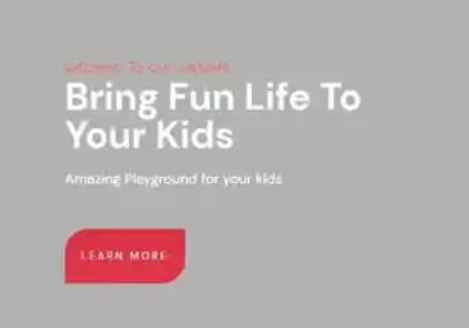 Welcome To Our Website
Bring Fun Life To
Your Kids
Amazing Playground for your kids
LEARN MORE